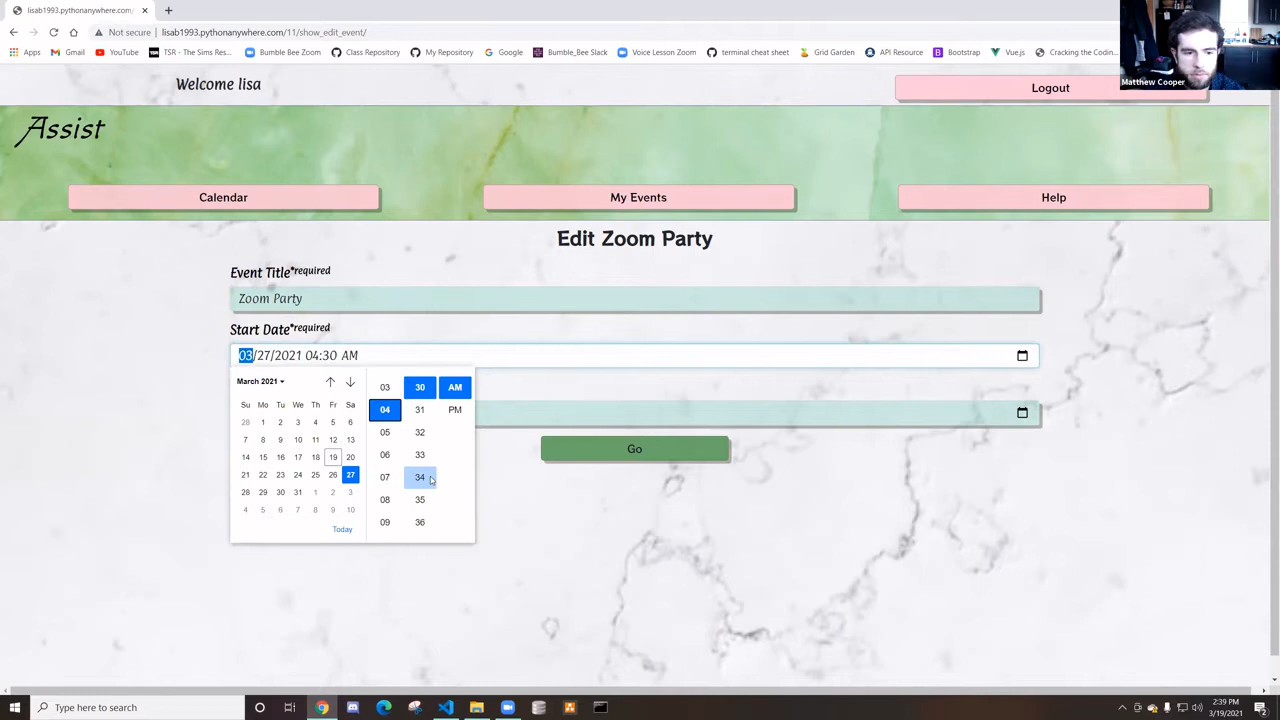 lisab1993.pythonanywhere.com/
Not secure | lisab1993.pythonanywhere.com/11/show_edit_event/
Apps Gmail YouTube TSR - The Sims Res... Bumble Bee Zoom Class Repository My Repository Google Bumble_Bee Slack Voice Lesson Zoom terminal cheat sheet Grid Garden API Resource Bootstrap Vue.js Cracking the Codin...
Matthew Cooper
Welcome lisa
Logout
Assist
Calendar My Events Help
Edit Zoom Party
Event Title*required
Zoom Party
Start Date*required
03/27/2021 04:30 AM
March 2021
03 30 AM
Su Mo Tu We Th Fr Sa
04 31 PM
28 1 2 3 4 5 6
05 32
7 8 9 10 11 12 13
06 33
14 15 16 17 18 19 20
07 34
21 22 23 24 25 26 27
08 35
28 29 30 31 1 2 3
09 36
4 5 6 7 8 9 10
Today
Go
Type here to search
2:39 PM
3/19/2021
2